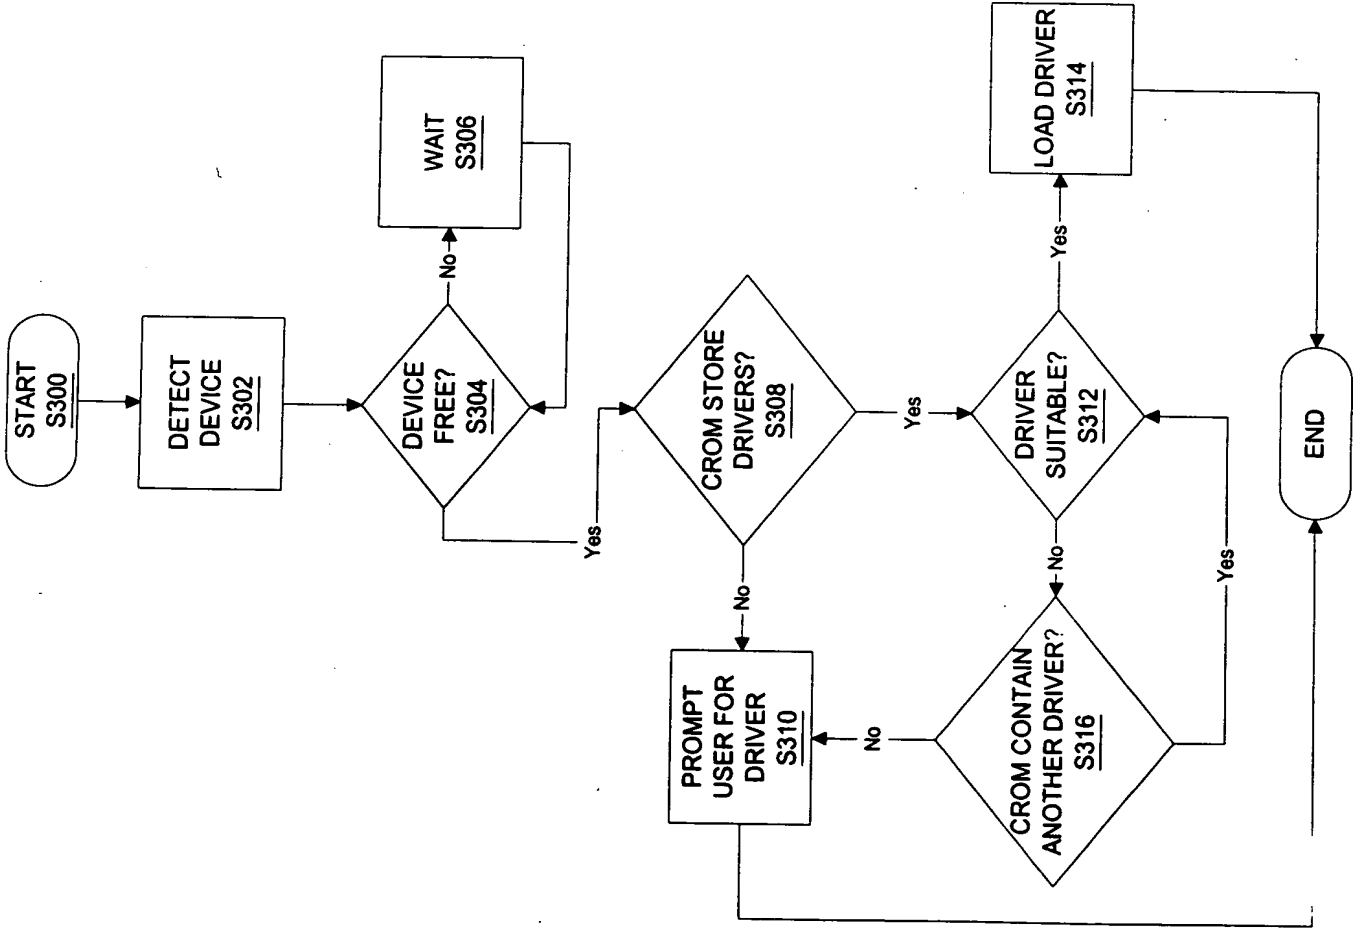 START
S300
DETECT
DEVICE
S302
DEVICE
FREE?
S304
No
WAIT
S306
Yes
CROM STORE
DRIVERS?
S308
No
PROMPT
USER FOR
DRIVER
S310
Yes
DRIVER
SUITABLE?
S312
Yes
LOAD DRIVER
S314
No
CROM CONTAIN
ANOTHER DRIVER?
S316
No
Yes
END